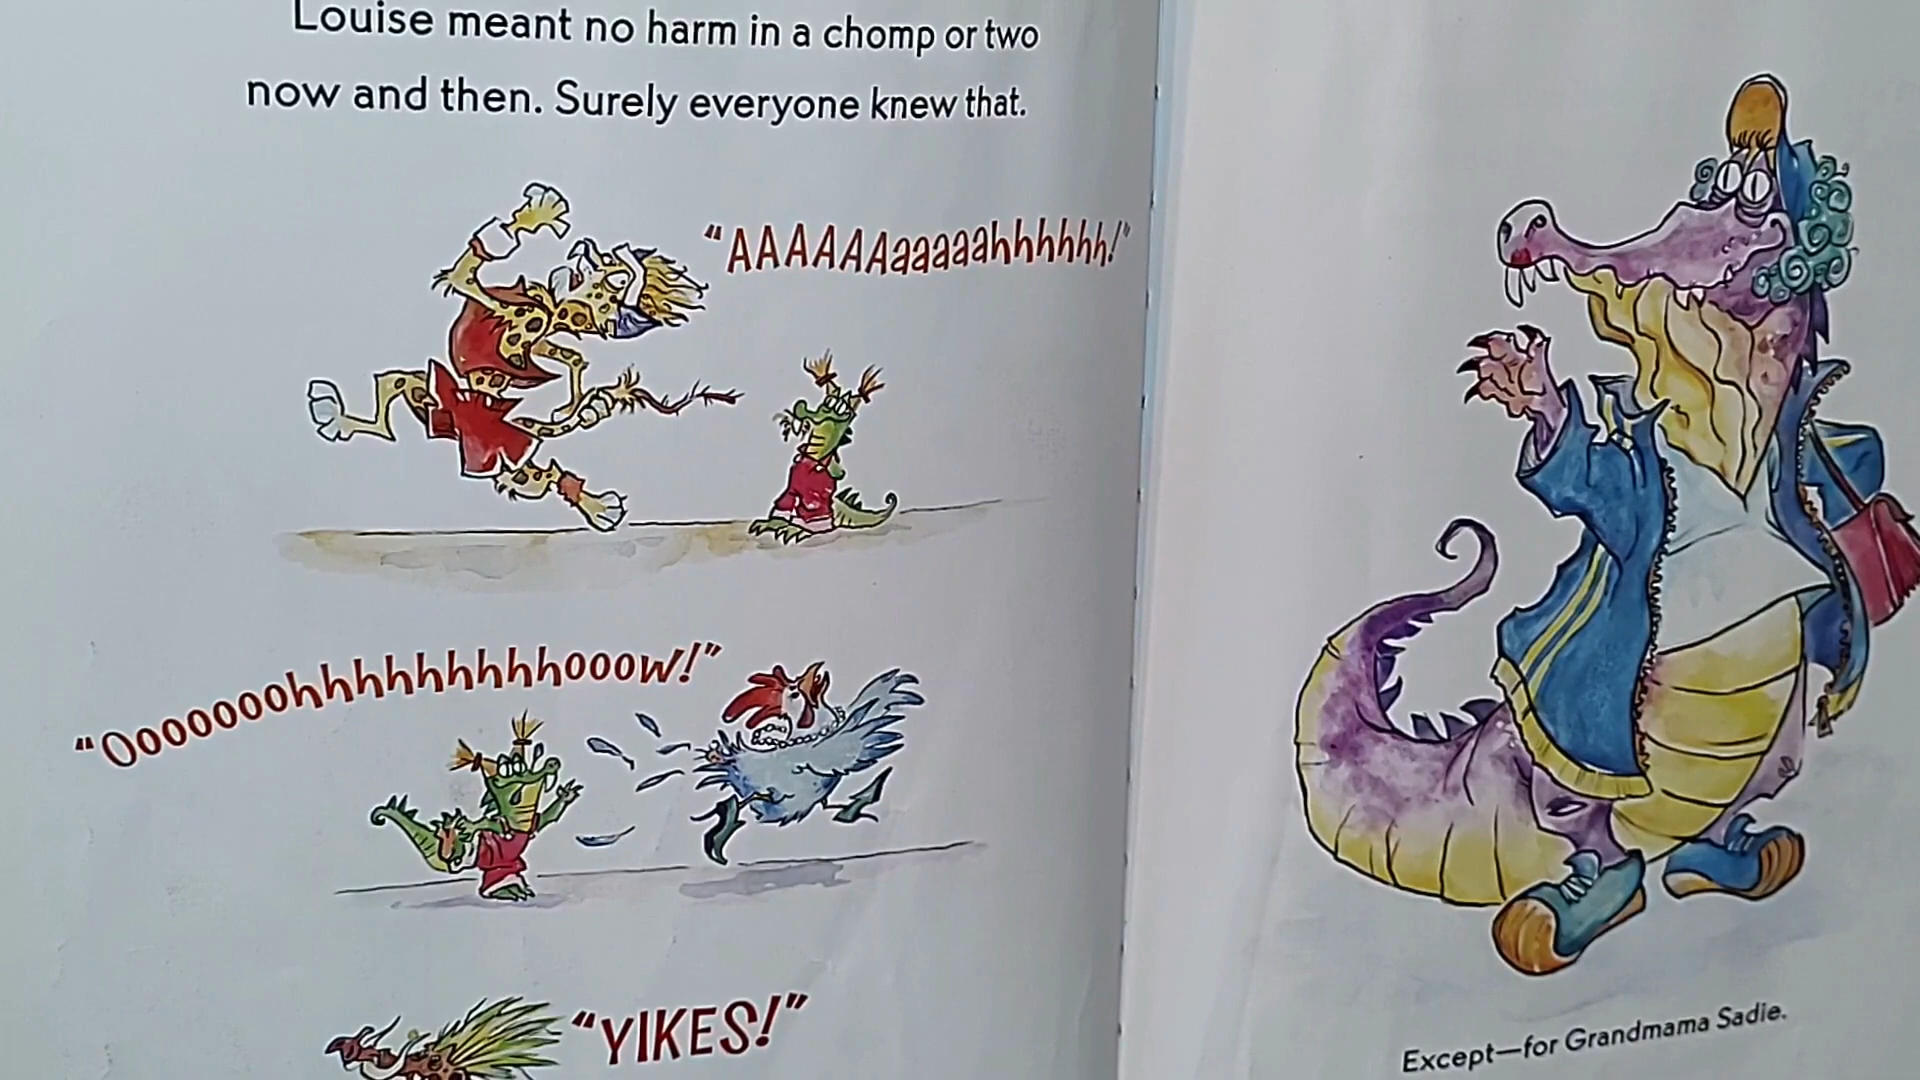 Louise meant no harm in a chomp or two
now and then. Surely everyone knew that.
“AAAAAAaaaaahhhhhh!”
“Ooooooohhhhhhhhhhooow!”
“YIKES!”
Except—for Grandmama Sadie.